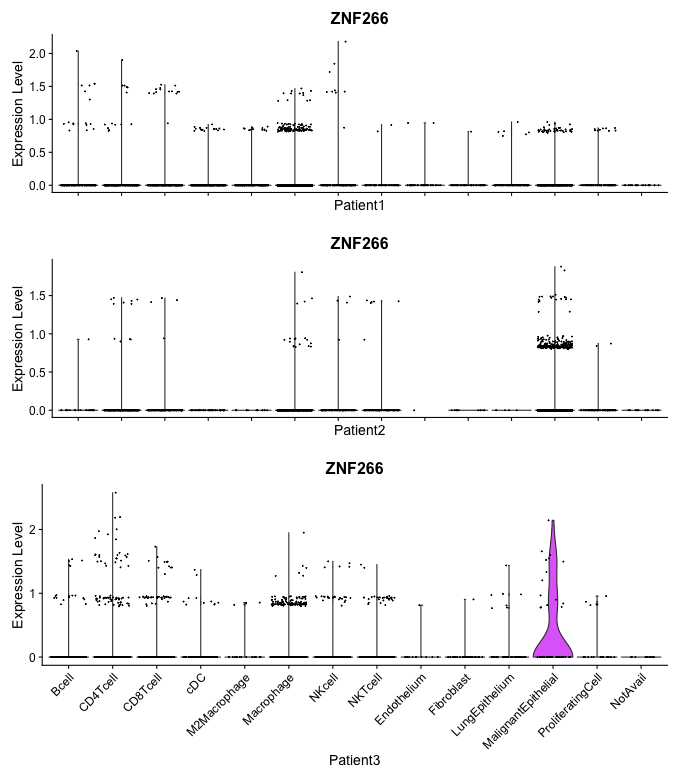 ZNF266
Expression Level
2.0
1.5
1.0
0.5
0.0
Patient1
ZNF266
Expression Level
1.5
1.0
0.5
0.0
Patient2
ZNF266
Expression Level
2
1
0
Bcell
CD4Tcell
CD8Tcell
cDC
M2Macrophage
Macrophage
NKcell
NKTcell
Endothelium
Fibroblast
LungEpithelium
MalignantEpithelial
ProliferatingCell
NotAvail
Patient3